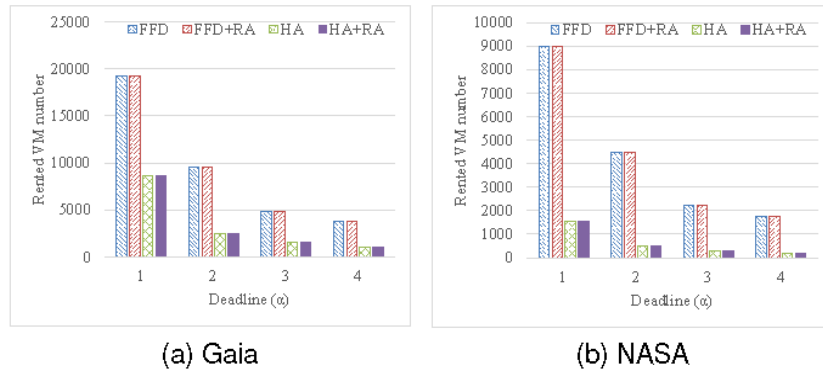 25000
FFD FFD+RA HA HA+RA
20000
15000
10000
5000
0
Rented VM number
1 2 3 4
Deadline (α)
(a) Gaia
10000
FFD FFD+RA HA HA+RA
9000
8000
7000
6000
5000
4000
3000
2000
1000
0
Rented VM number
1 2 3 4
Deadline (α)
(b) NASA